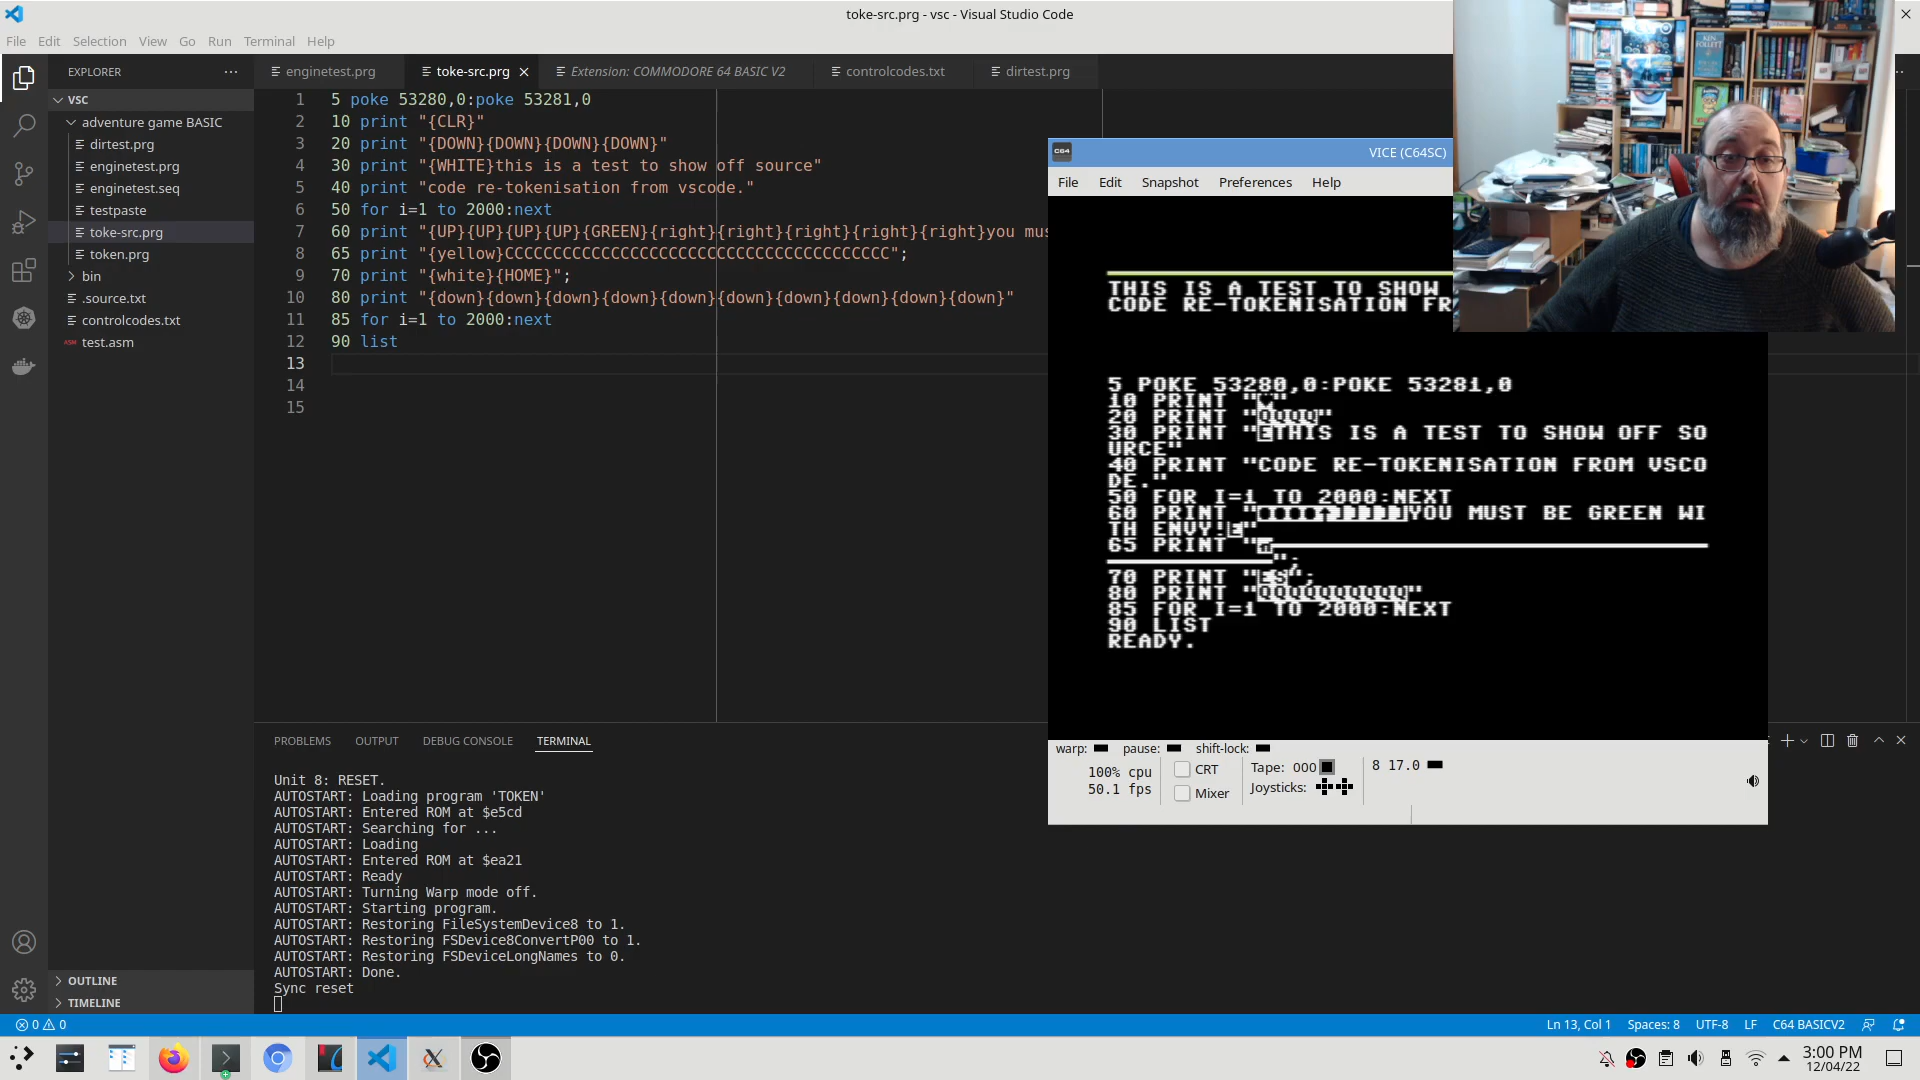 toke-src.prg - vsc - Visual Studio Code
File Edit Selection View Go Run Terminal Help
EXPLORER
VSC
adventure game BASIC
dirtest.prg
enginetest.prg
enginetest.seq
testpaste
toke-src.prg
token.prg
bin
.source.txt
controlcodes.txt
test.asm
OUTLINE
TIMELINE
enginetest.prg toke-src.prg Extension: COMMODORE 64 BASIC V2 controlcodes.txt dirtest.prg
1 5 poke 53280,0:poke 53281,0
2 10 print "{CLR}"
3 20 print "{DOWN}{DOWN}{DOWN}{DOWN}"
4 30 print "{WHITE}this is a test to show off source"
5 40 print "code re-tokenisation from vscode."
6 50 for i=1 to 2000:next
7 60 print "{UP}{UP}{UP}{UP}{GREEN}{right}{right}{right}{right}{right}you mus
8 65 print "{yellow}CCCCCCCCCCCCCCCCCCCCCCCCCCCCCCCCCCCCCCCC";
9 70 print "{white}{HOME}";
10 80 print "{down}{down}{down}{down}{down}{down}{down}{down}{down}{down}"
11 85 for i=1 to 2000:next
12 90 list
13
14
15
PROBLEMS OUTPUT DEBUG CONSOLE TERMINAL
Unit 8: RESET.
AUTOSTART: Loading program 'TOKEN'
AUTOSTART: Entered ROM at $e5cd
AUTOSTART: Searching for ...
AUTOSTART: Loading
AUTOSTART: Entered ROM at $ea21
AUTOSTART: Ready
AUTOSTART: Turning Warp mode off.
AUTOSTART: Starting program.
AUTOSTART: Restoring FileSystemDevice8 to 1.
AUTOSTART: Restoring FSDevice8ConvertP00 to 1.
AUTOSTART: Restoring FSDeviceLongNames to 0.
AUTOSTART: Done.
Sync reset
C64 VICE (C64SC)
File Edit Snapshot Preferences Help
THIS IS A TEST TO SHOW
CODE RE-TOKENISATION FR
5 POKE 53280,0:POKE 53281,0
10 PRINT "♥"
20 PRINT "QQQQ"
30 PRINT "ETHIS IS A TEST TO SHOW OFF SO
URCE"
40 PRINT "CODE RE-TOKENISATION FROM VSCO
DE."
50 FOR I=1 TO 2000:NEXT
60 PRINT "YOU MUST BE GREEN WI
TH ENVY!E"
65 PRINT "
";
70 PRINT "ES";
80 PRINT "QQQQQQQQQQ"
85 FOR I=1 TO 2000:NEXT
90 LIST
READY.
warp: pause: shift-lock:
100% cpu CRT Tape: 000 8 17.0
50.1 fps Mixer Joysticks:
KEN FOLLETT
0 0 Ln 13, Col 1 Spaces: 8 UTF-8 LF C64 BASICV2
3:00 PM
12/04/22